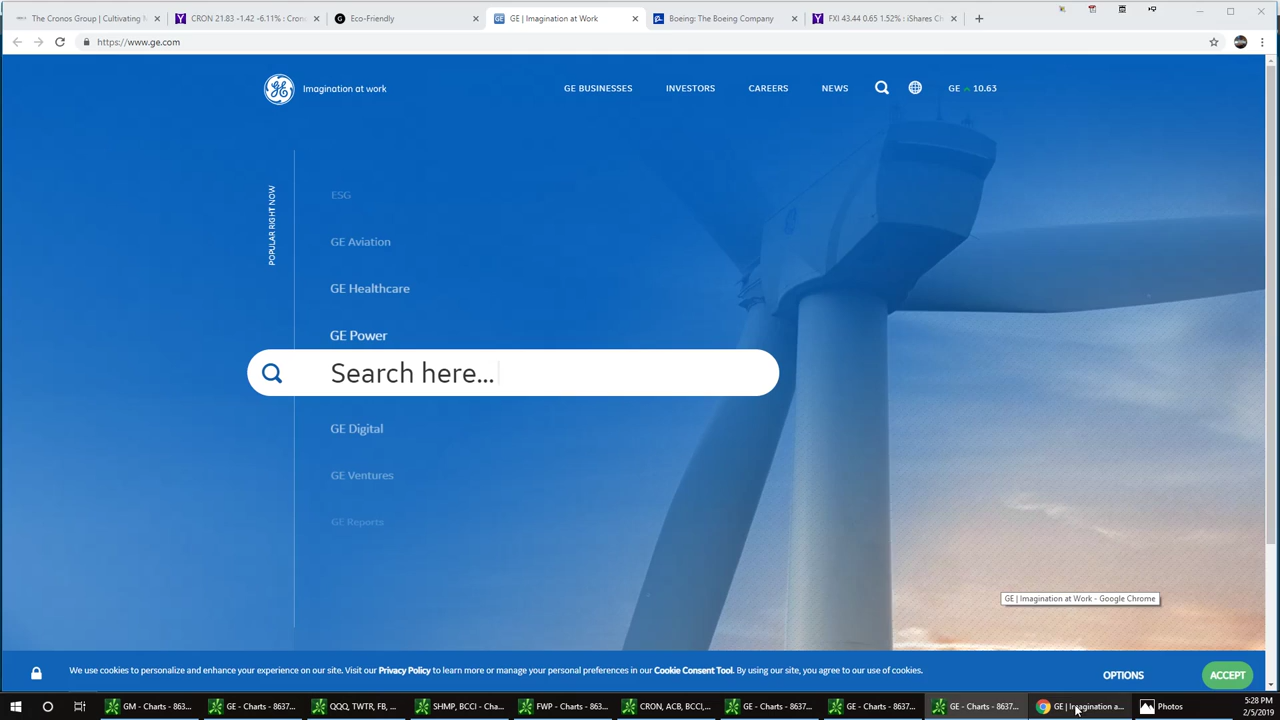 The Cronos Group | Cultivating M
CRON 21.83 -1.42 -6.11% : Cron
Eco-Friendly
GE | Imagination at Work
Boeing: The Boeing Company
FXI 43.44 0.65 1.52% : iShares Ch
https://www.ge.com
Imagination at work
GE BUSINESSES
INVESTORS
CAREERS
NEWS
GE 10.63
POPULAR RIGHT NOW
ESG
GE Aviation
GE Healthcare
GE Power
Search here...
GE Digital
GE Ventures
GE Reports
GE | Imagination at Work - Google Chrome
We use cookies to personalize and enhance your experience on our site. Visit our Privacy Policy to learn more or manage your personal preferences in our Cookie Consent Tool. By using our site, you agree to our use of cookies.
OPTIONS
ACCEPT
GM - Charts - 863...
GE - Charts - 8637...
QQQ, TWTR, FB, ...
SHMP, BCCI - Cha...
FWP - Charts - 863...
CRON, ACB, BCCI,...
GE - Charts - 8637...
GE - Charts - 8637...
GE - Charts - 8637...
GE | Imagination a...
Photos
5:28 PM
2/5/2019